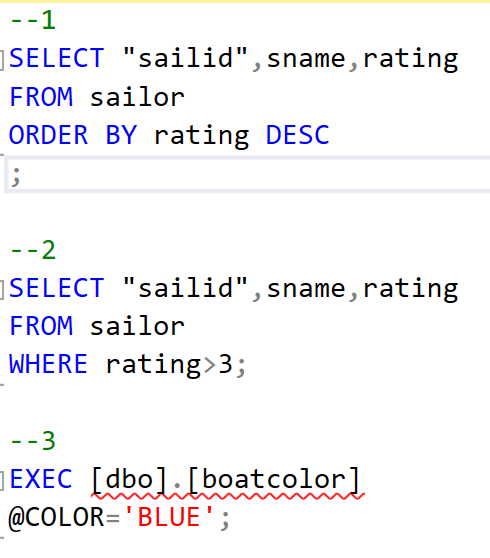 --1
SELECT "sailid",sname,rating
FROM sailor
ORDER BY rating DESC
;
--2
SELECT "sailid",sname,rating
FROM sailor
WHERE rating>3;
--3
EXEC [dbo].[boatcolor]
@COLOR='BLUE';